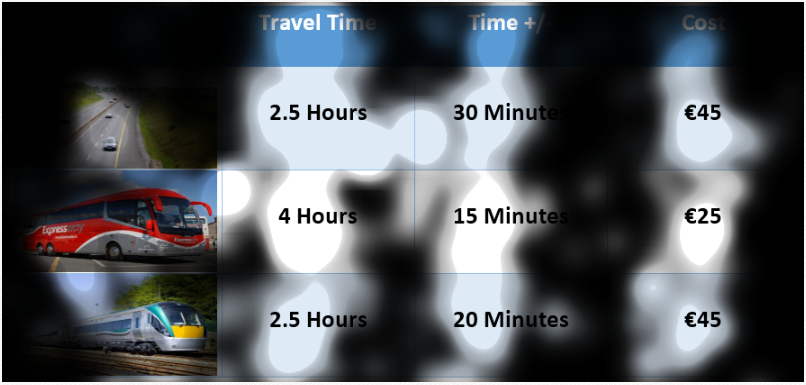 Travel Time Time +/- Cost
2.5 Hours 30 Minutes €45
Expressway
4 Hours 15 Minutes €25
2.5 Hours 20 Minutes €45